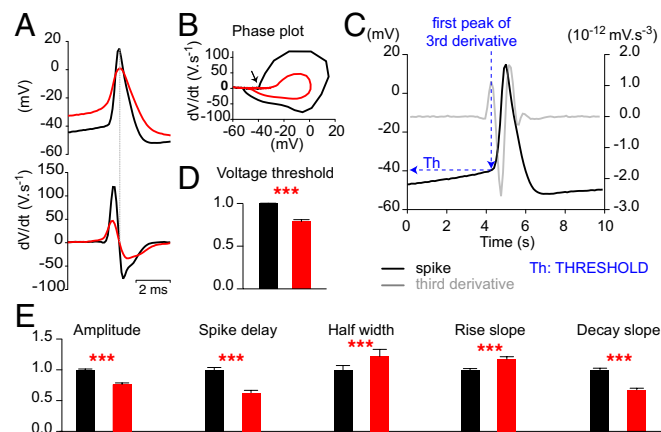 A
(mV)
20
0
-20
-40
-60
dV/dt (V.s-1)
150
100
50
0
-50
-100
2 ms
B
Phase plot
dV/dt (V.s-1)
100
50
0
-50
-100
-60 -40 -20 0 20
(mV)
C
first peak of
3rd derivative
(mV)
(10-12 mV.s-3)
20
0
-20
-40
-60
2.0
1.0
0.0
-1.0
-2.0
-3.0
Th
0 2 4 6 8 10
Time (s)
spike
third derivative
Th: THRESHOLD
D
Voltage threshold
***
1.0
0.5
0.0
E
Amplitude Spike delay Half width Rise slope Decay slope
*** *** *** *** ***
1.5
1.0
0.5
0.0